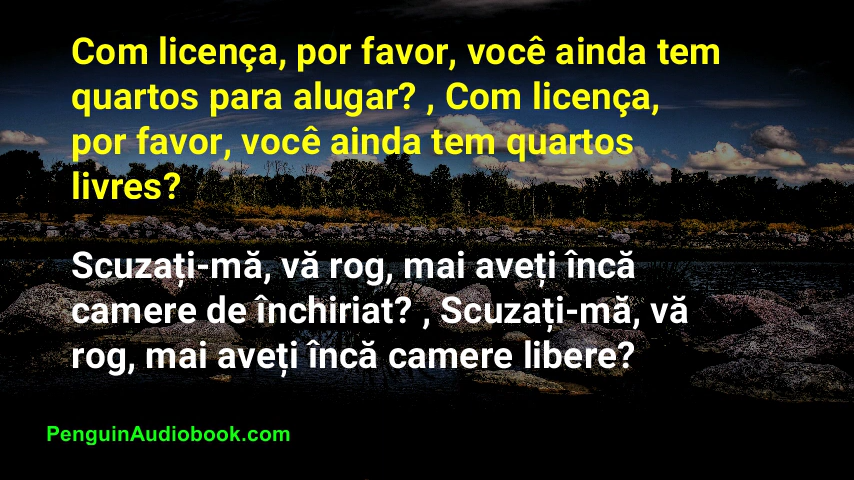 Com licença, por favor, você ainda tem
quartos para alugar? , Com licença,
por favor, você ainda tem quartos
livres?
Scuzați-mă, vă rog, mai aveți încă
camere de închiriat? , Scuzați-mă, vă
rog, mai aveți încă camere libere?
PenguinAudiobook.com